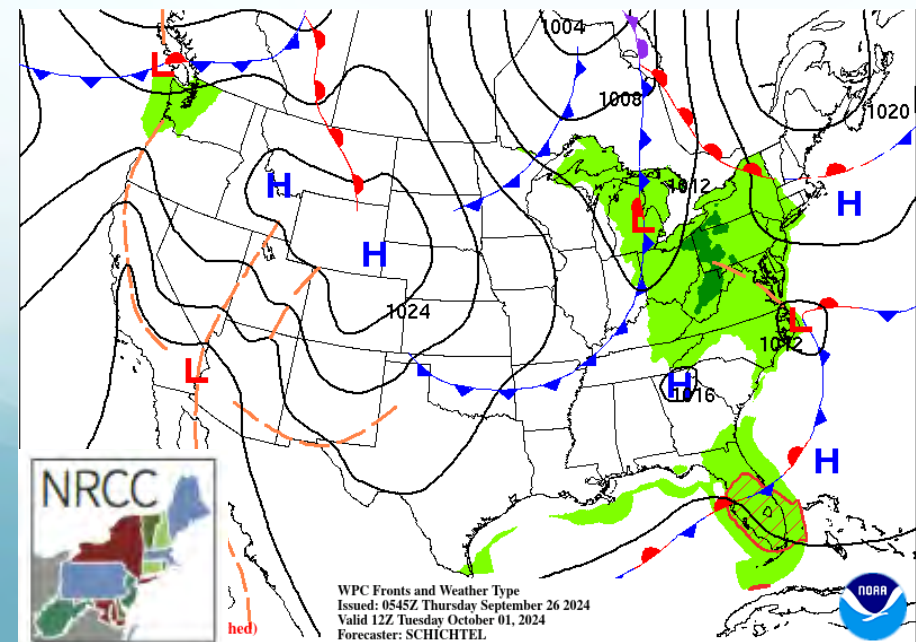 1004
1008
1020
L
1012
H
H
L
H
1024
L
1012
L
H
1016
H
NRCC
hed)
WPC Fronts and Weather Type
Issued: 0545Z Thursday September 26 2024
Valid 12Z Tuesday October 01, 2024
Forecaster: SCHICHTEL
NOAA